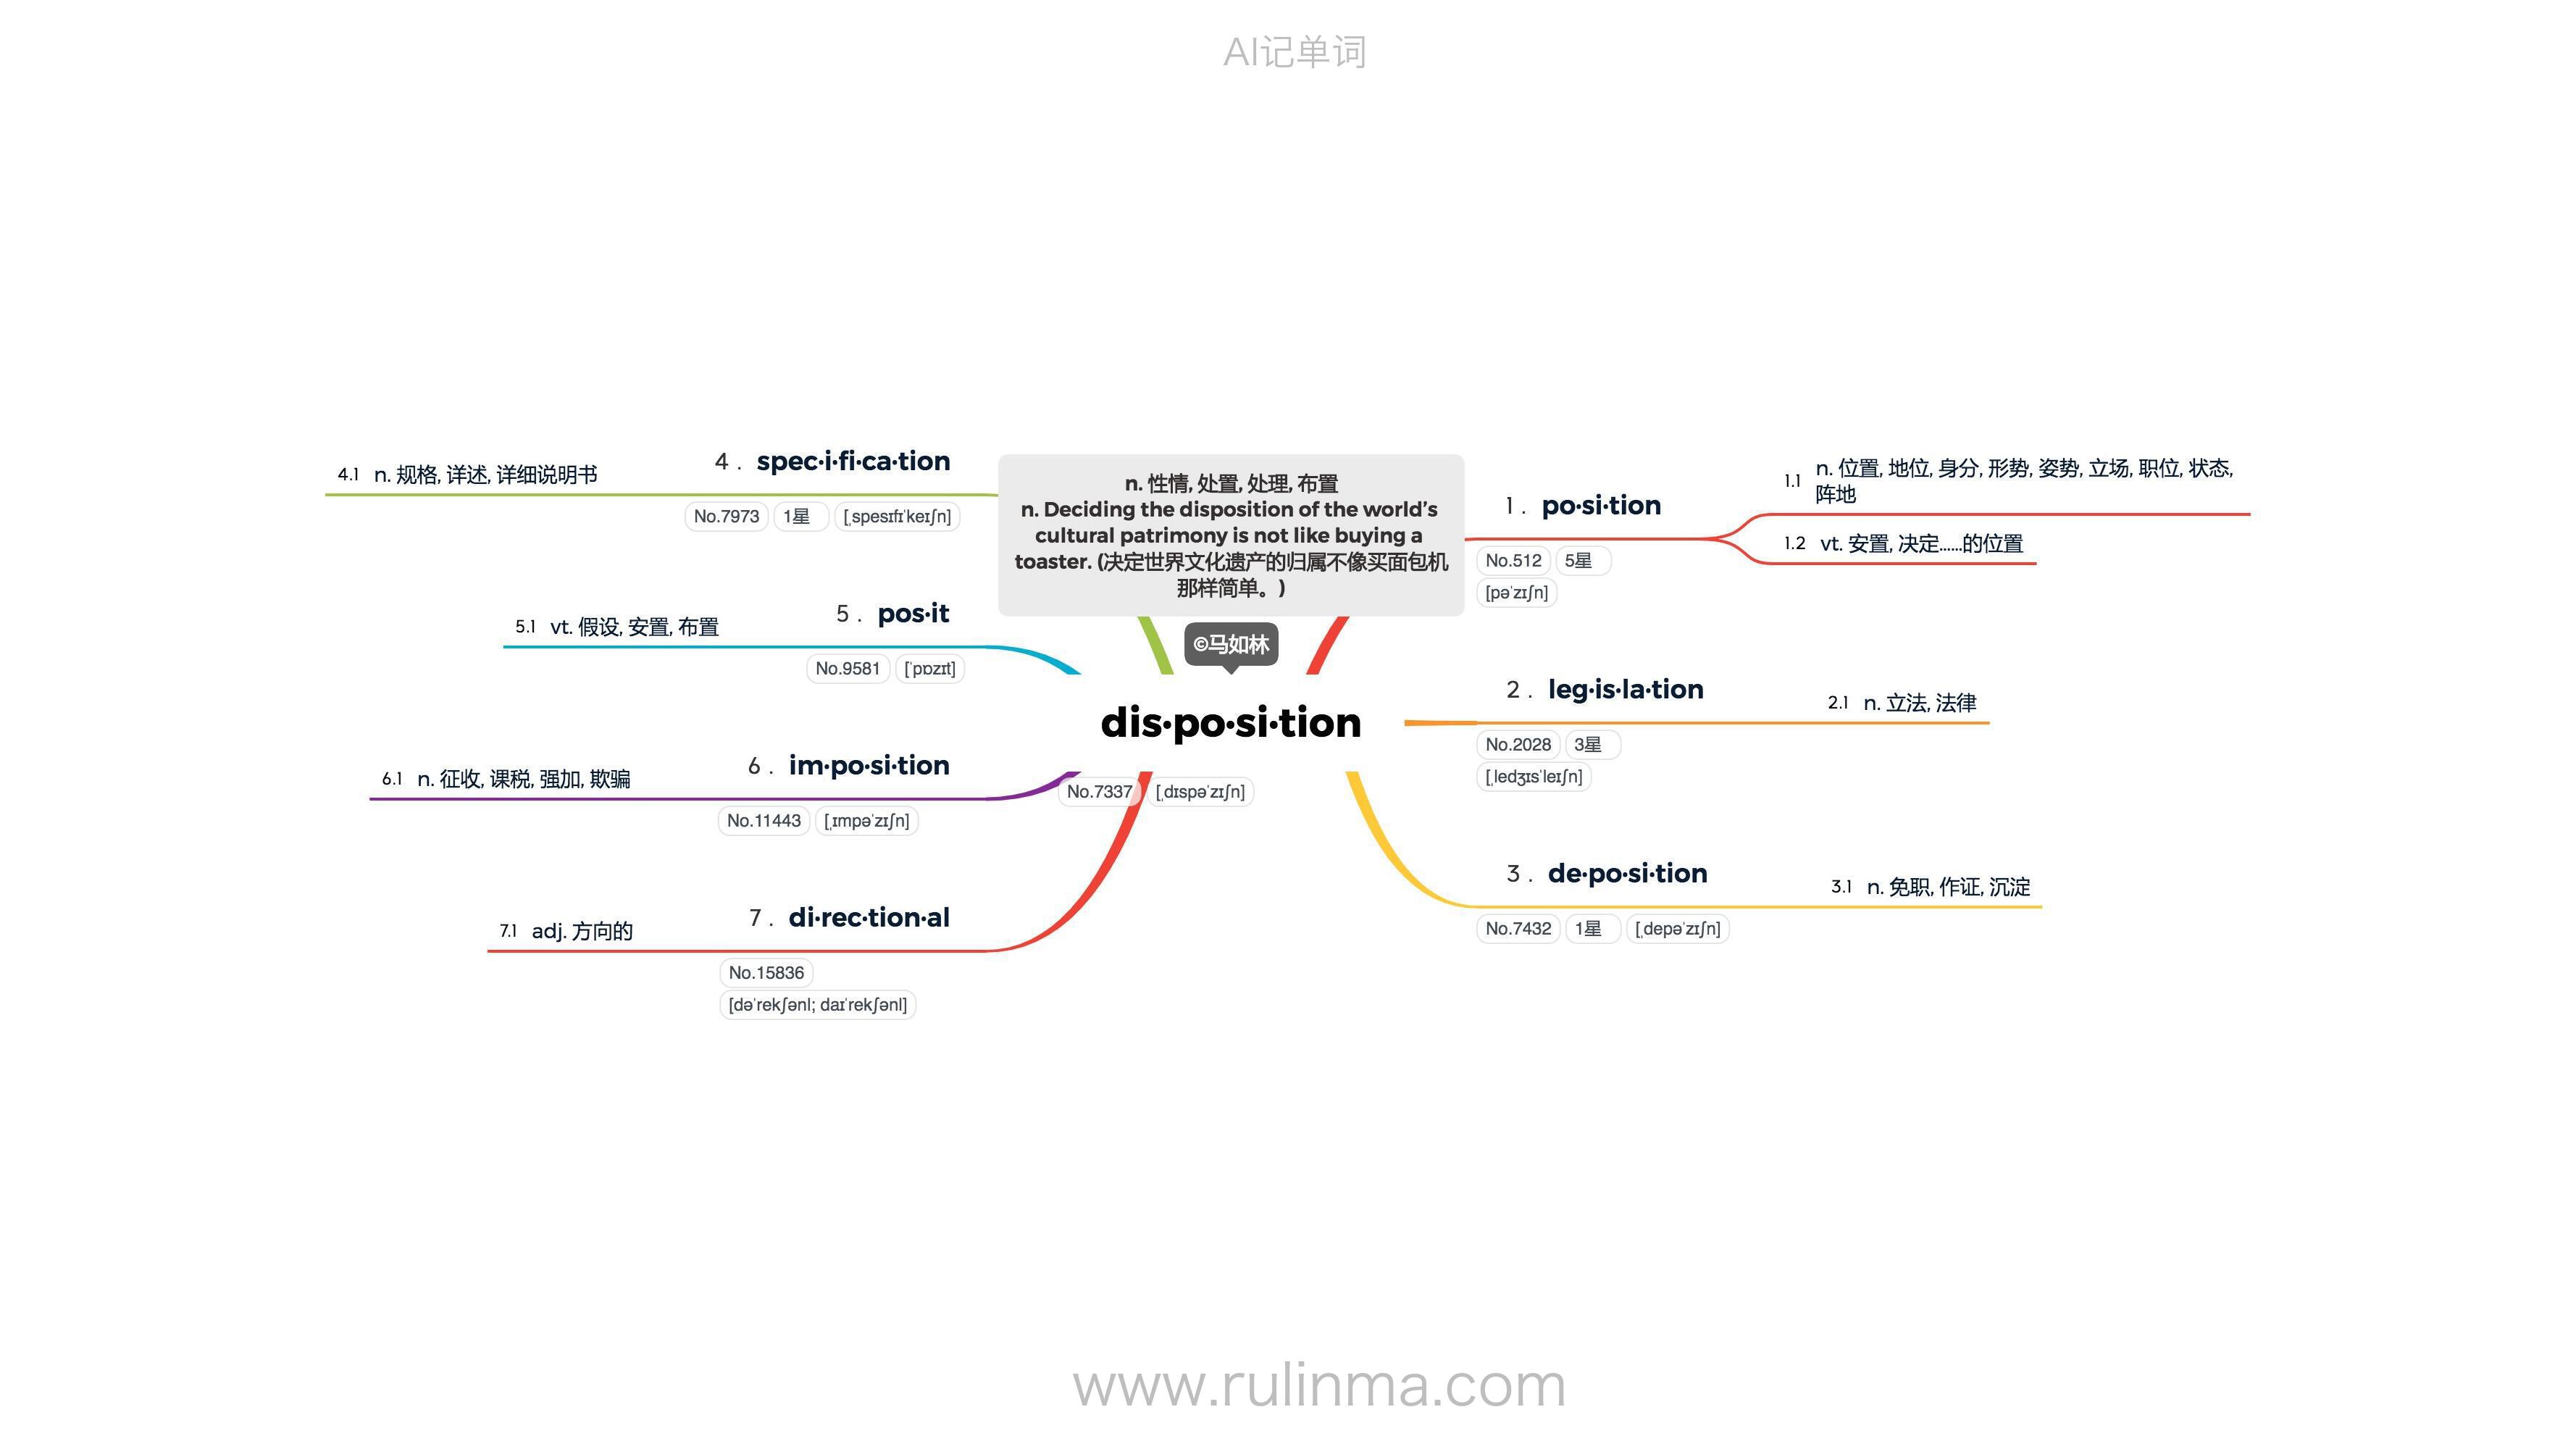 AI记单词
n. 性情, 处置, 处理, 布置
n. Deciding the disposition of the world’s
cultural patrimony is not like buying a
toaster. (决定世界文化遗产的归属不像买面包机
那样简单。)
©马如林
dis·po·si·tion
No.7337 [ˌdɪspəˈzɪʃn]
1 . po·si·tion
No.512 5星
[pəˈzɪʃn]
1.1 n. 位置, 地位, 身分, 形势, 姿势, 立场, 职位, 状态,
阵地
1.2 vt. 安置, 决定……的位置
2 . leg·is·la·tion
No.2028 3星
[ˌledʒɪsˈleɪʃn]
2.1 n. 立法, 法律
3 . de·po·si·tion
No.7432 1星 [ˌdepəˈzɪʃn]
3.1 n. 免职, 作证, 沉淀
4 . spec·i·fi·ca·tion
No.7973 1星 [ˌspesɪfɪˈkeɪʃn]
4.1 n. 规格, 详述, 详细说明书
5 . pos·it
No.9581 [ˈpɒzɪt]
5.1 vt. 假设, 安置, 布置
6 . im·po·si·tion
No.11443 [ˌɪmpəˈzɪʃn]
6.1 n. 征收, 课税, 强加, 欺骗
7 . di·rec·tion·al
No.15836
[dəˈrekʃənl; daɪˈrekʃənl]
7.1 adj. 方向的
www.rulinma.com